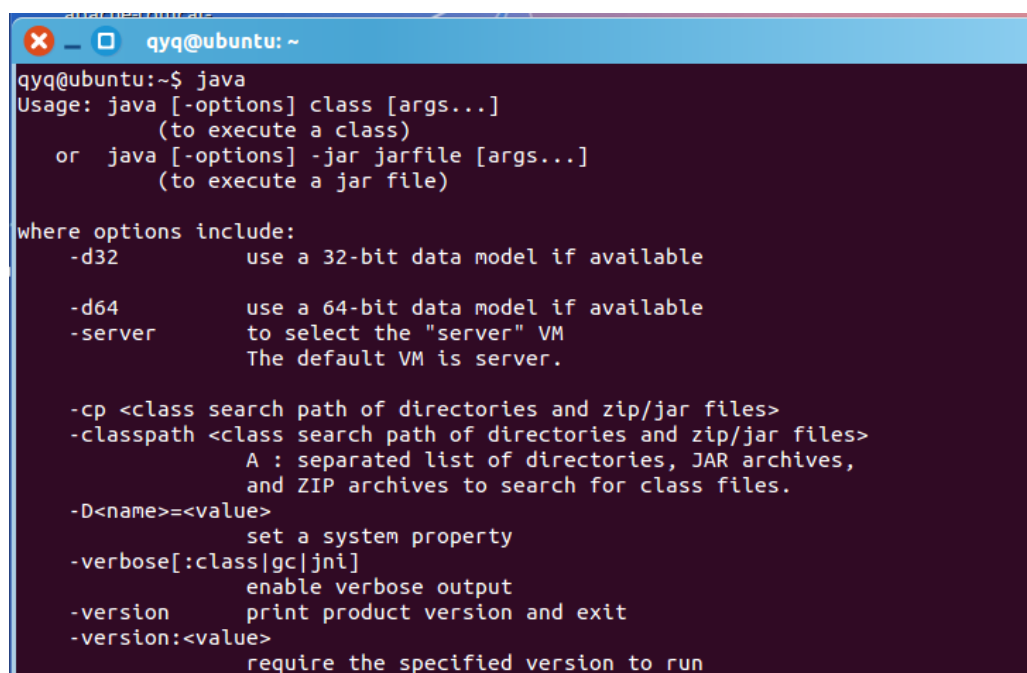 qyq@ubuntu: ~
qyq@ubuntu:~$ java
Usage: java [-options] class [args...]
           (to execute a class)
   or  java [-options] -jar jarfile [args...]
           (to execute a jar file)
where options include:
    -d32          use a 32-bit data model if available
    -d64          use a 64-bit data model if available
    -server       to select the "server" VM
                  The default VM is server.
    -cp <class search path of directories and zip/jar files>
    -classpath <class search path of directories and zip/jar files>
                  A : separated list of directories, JAR archives,
                  and ZIP archives to search for class files.
    -D<name>=<value>
                  set a system property
    -verbose[:class|gc|jni]
                  enable verbose output
    -version      print product version and exit
    -version:<value>
                  require the specified version to run